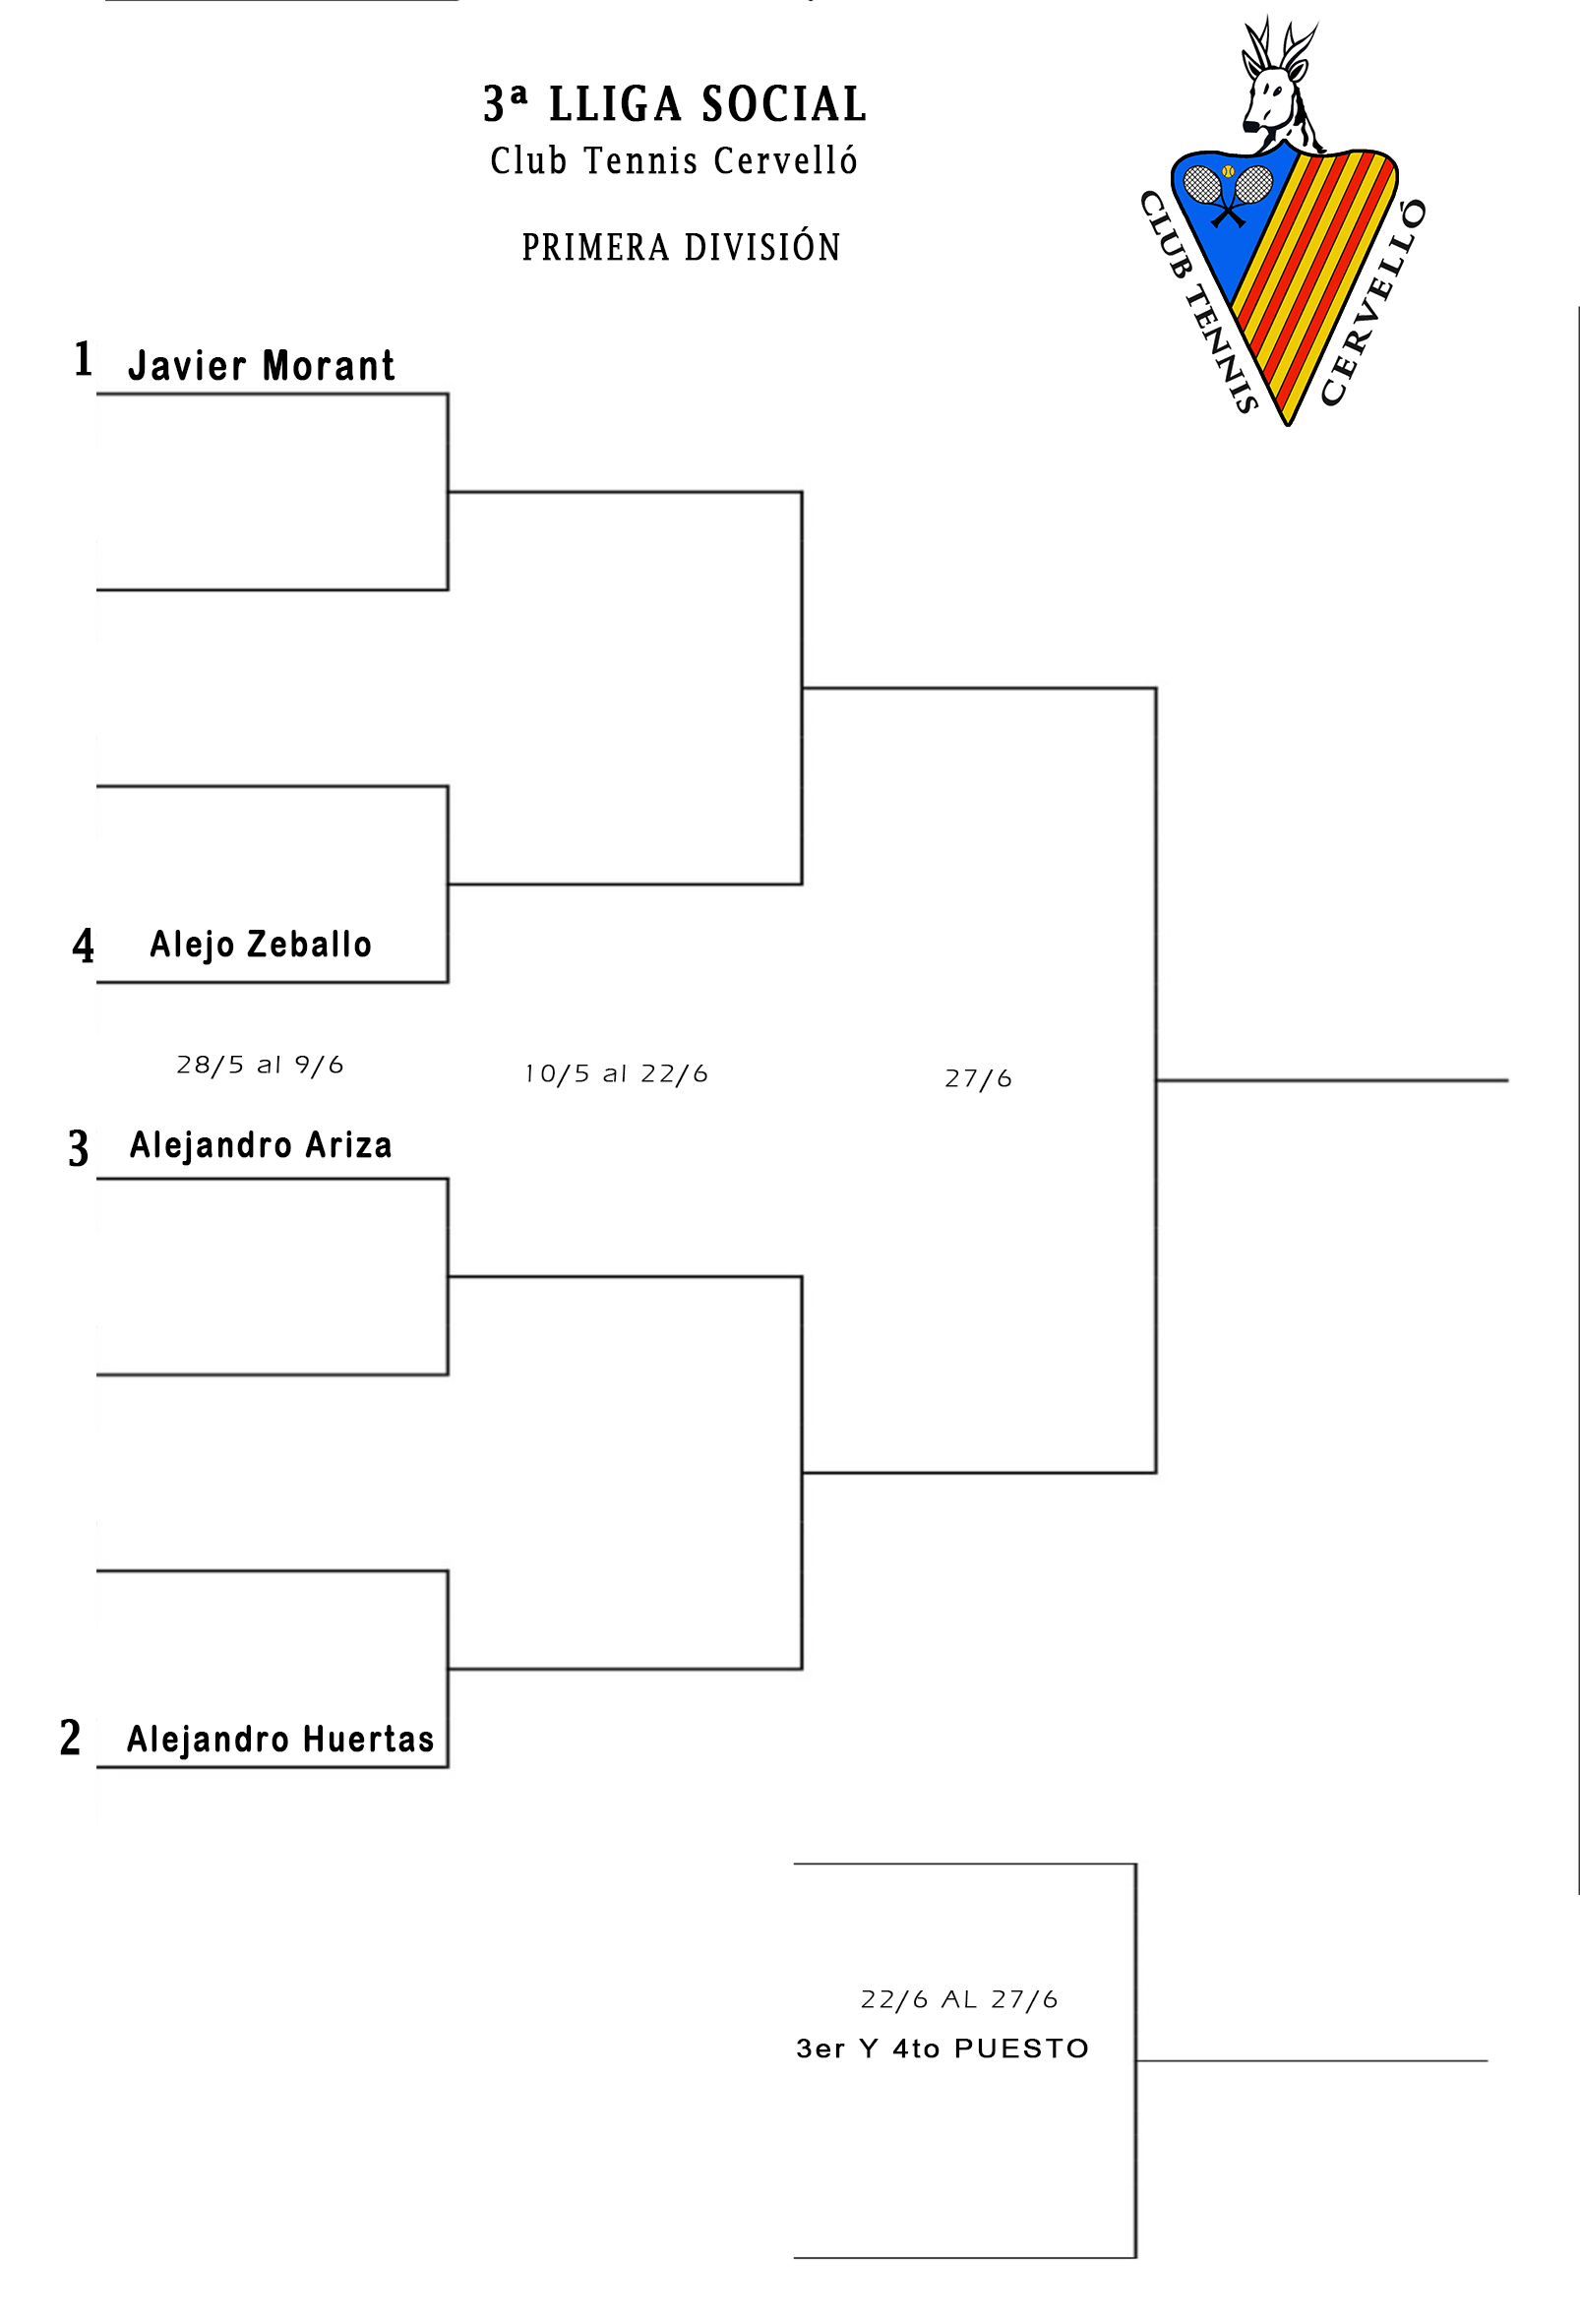 3ª LLIGA SOCIAL
Club Tennis Cervelló
PRIMERA DIVISIÓN
CLUB TENNIS
CERVELLÓ
1 Javier Morant
4 Alejo Zeballo
28/5 al 9/6
10/5 al 22/6
27/6
3 Alejandro Ariza
2 Alejandro Huertas
22/6 AL 27/6
3er Y 4to PUESTO